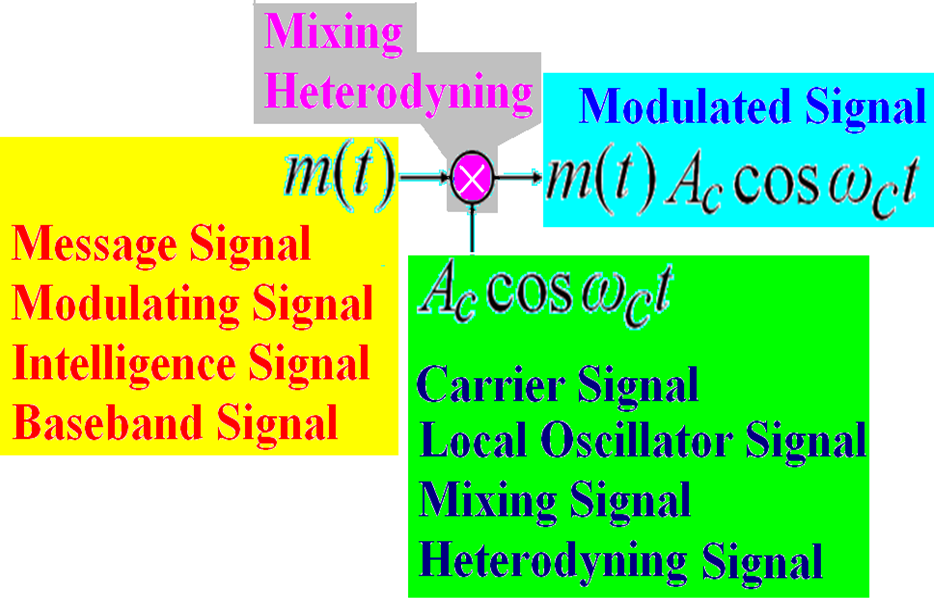 Mixing
Heterodyning
Modulated Signal
m(t)
m(t) A_c cos ω_c t
Message Signal
Modulating Signal
Intelligence Signal
Baseband Signal
A_c cos ω_c t
Carrier Signal
Local Oscillator Signal
Mixing Signal
Heterodyning Signal